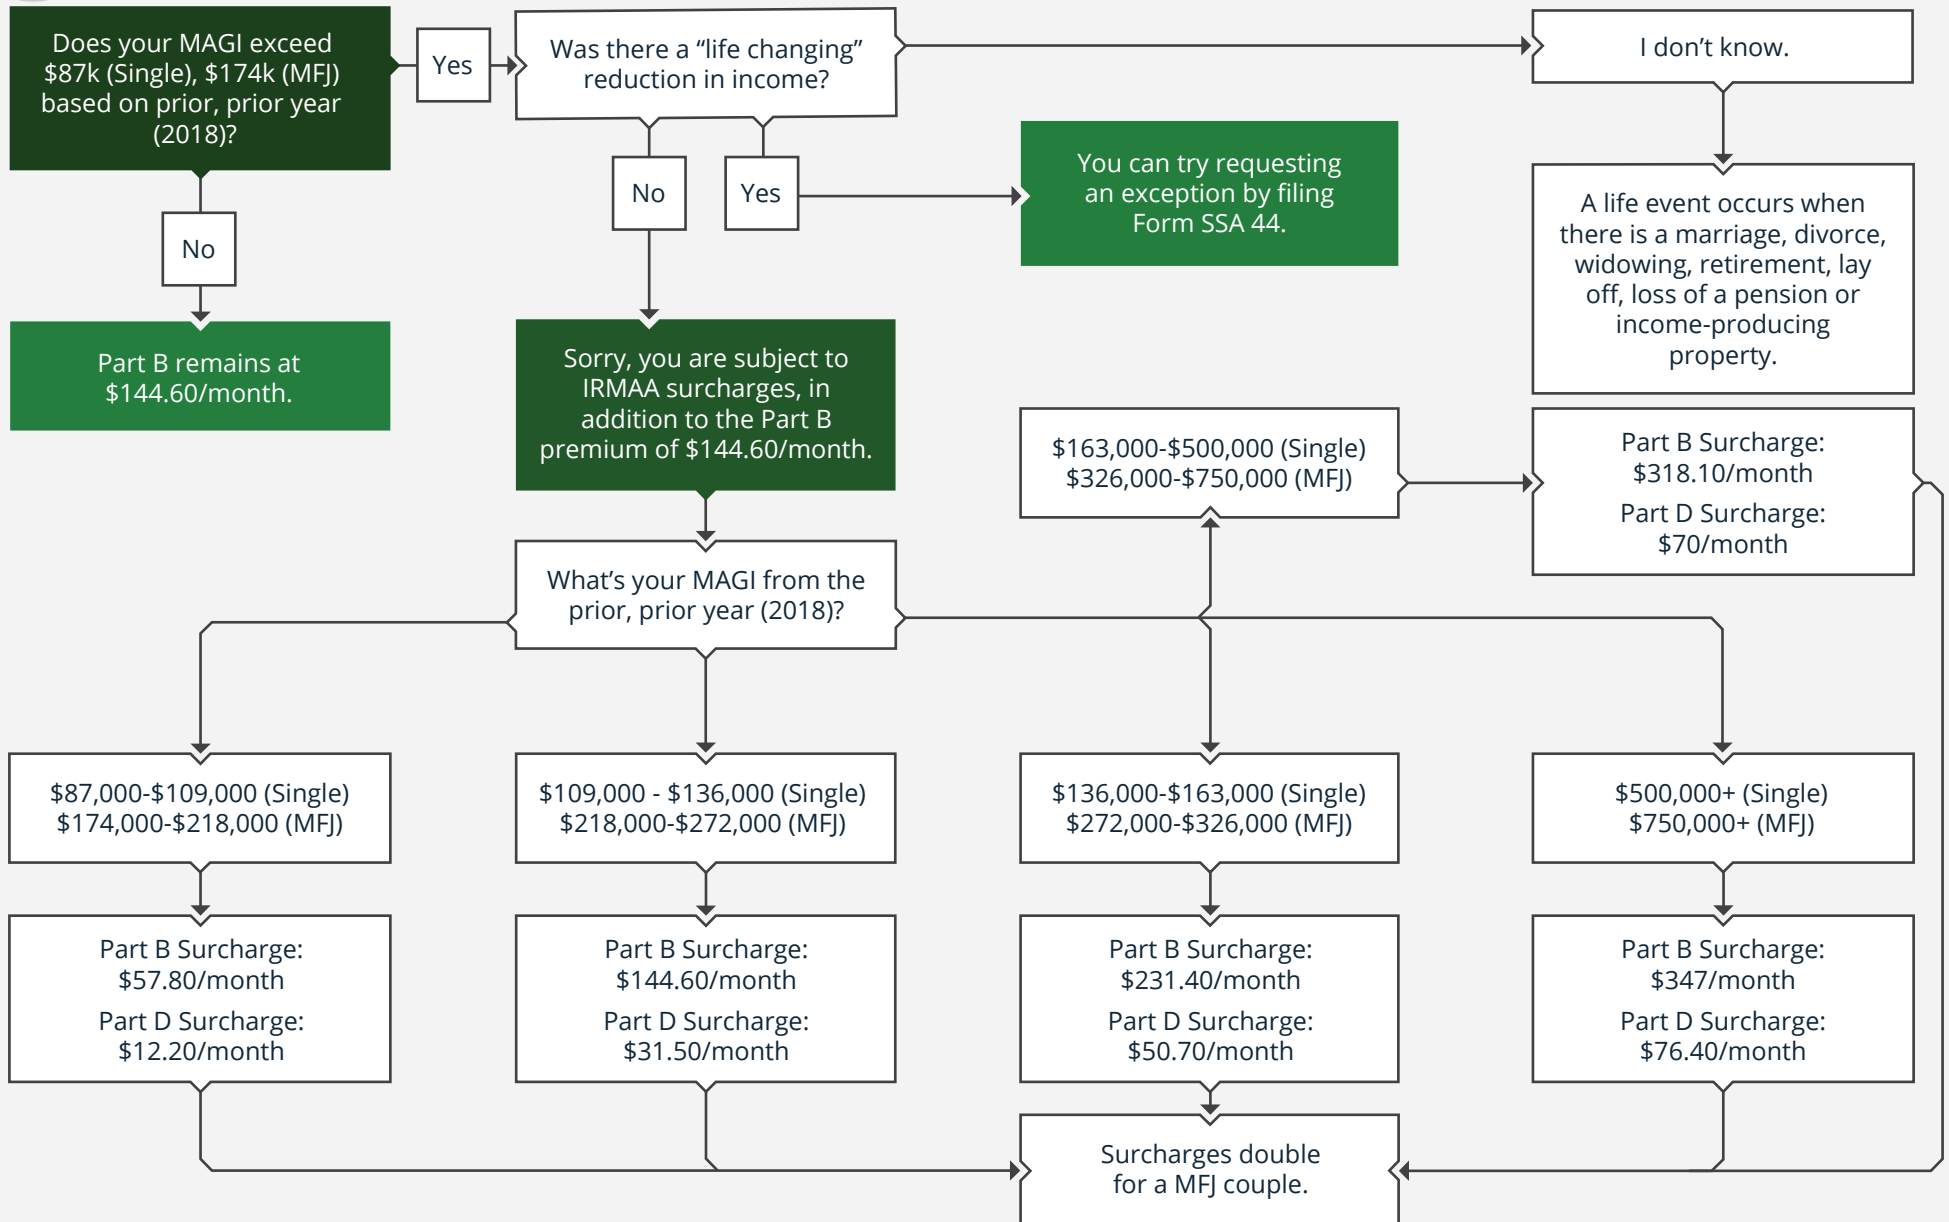 Does your MAGI exceed
$87k (Single), $174k (MFJ)
based on prior, prior year
(2018)?
Yes
Was there a “life changing”
reduction in income?
I don’t know.
No
Yes
You can try requesting
an exception by filing
Form SSA 44.
A life event occurs when
there is a marriage, divorce,
widowing, retirement, lay
off, loss of a pension or
income-producing
property.
No
Part B remains at
$144.60/month.
Sorry, you are subject to
IRMAA surcharges, in
addition to the Part B
premium of $144.60/month.
$163,000-$500,000 (Single)
$326,000-$750,000 (MFJ)
Part B Surcharge:
$318.10/month
Part D Surcharge:
$70/month
What’s your MAGI from the
prior, prior year (2018)?
$87,000-$109,000 (Single)
$174,000-$218,000 (MFJ)
$109,000 - $136,000 (Single)
$218,000-$272,000 (MFJ)
$136,000-$163,000 (Single)
$272,000-$326,000 (MFJ)
$500,000+ (Single)
$750,000+ (MFJ)
Part B Surcharge:
$57.80/month
Part D Surcharge:
$12.20/month
Part B Surcharge:
$144.60/month
Part D Surcharge:
$31.50/month
Part B Surcharge:
$231.40/month
Part D Surcharge:
$50.70/month
Part B Surcharge:
$347/month
Part D Surcharge:
$76.40/month
Surcharges double
for a MFJ couple.